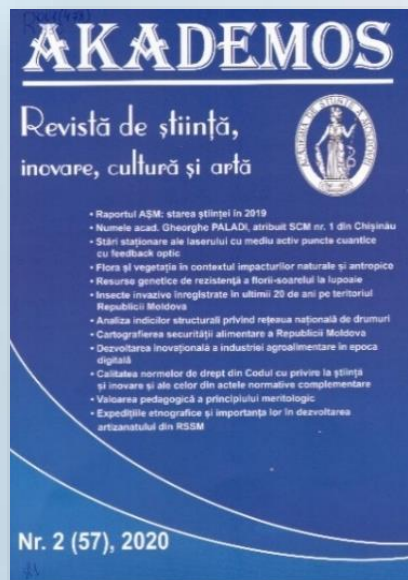 AKADEMOS
Revistă de știință,
inovare, cultură și artă
ACADEMIA DE ȘTIINȚE A MOLDOVEI
• Raportul AȘM: starea științei în 2019
• Numele acad. Gheorghe PALADI, atribuit SCM nr. 1 din Chișinău
• Stări staționare ale laserului cu mediu activ puncte cuantice
cu feedback optic
• Flora și vegetația în contextul impacturilor naturale și antropice
• Resurse genetice de rezistență a florii-soarelui la lupoaie
• Insecte invazive înregistrate în ultimii 20 de ani pe teritoriul
Republicii Moldova
• Analiza indicilor structurali privind rețeaua națională de drumuri
• Cartografierea securității alimentare a Republicii Moldova
• Dezvoltarea inovațională a industriei agroalimentare în epoca
digitală
• Calitatea normelor de drept din Codul cu privire la știință
și inovare și ale celor din actele normative complementare
• Valoarea pedagogică a principiului meritologic
• Expedițiile etnografice și importanța lor în dezvoltarea
artizanatului din RSSM
Nr. 2 (57), 2020